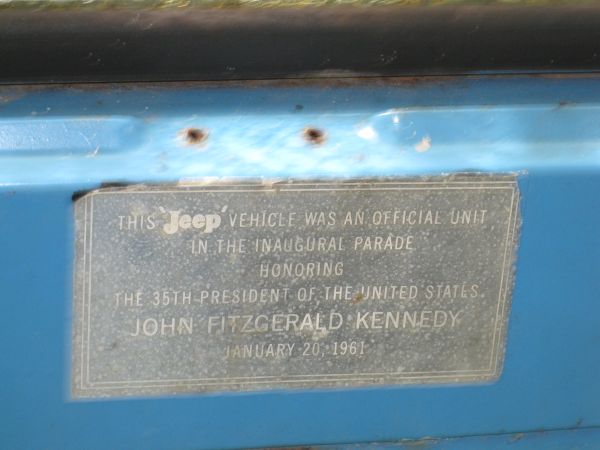 THIS 'Jeep' VEHICLE WAS AN OFFICIAL UNIT
IN THE INAUGURAL PARADE
HONORING
THE 35TH PRESIDENT OF THE UNITED STATES
JOHN FITZGERALD KENNEDY
JANUARY 20, 1961